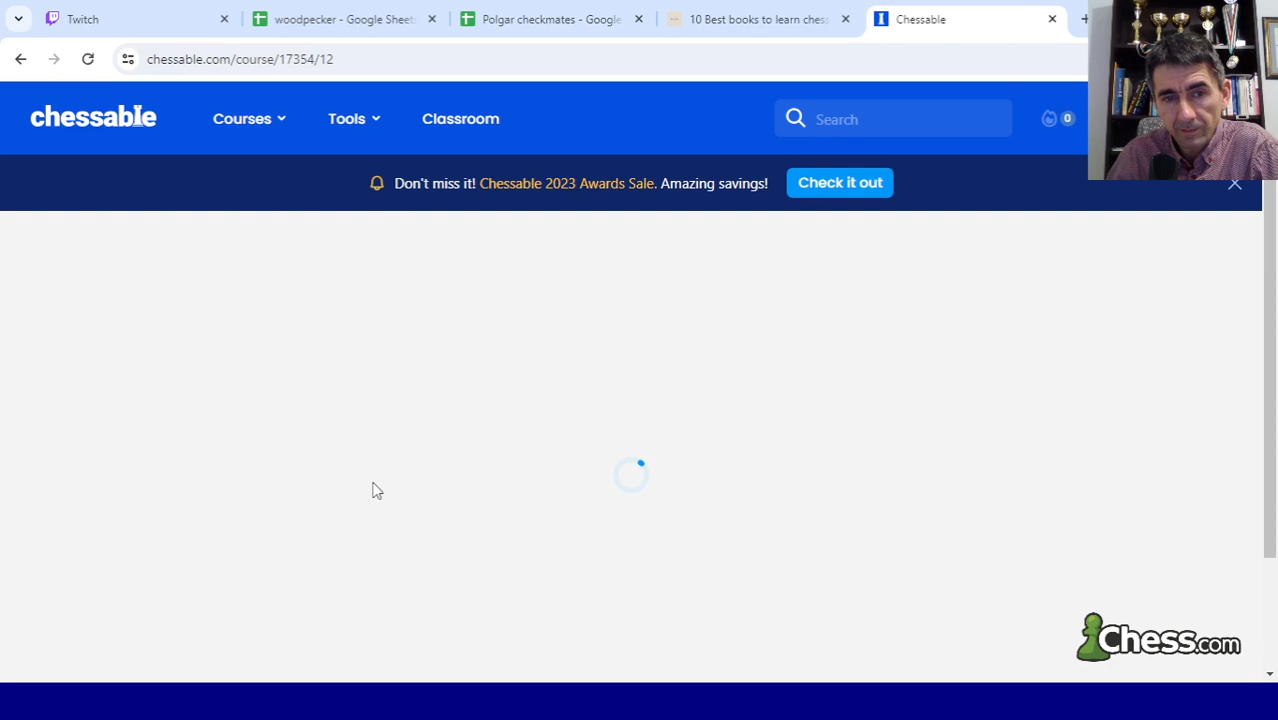 Twitch
woodpecker - Google Sheets
Polgar checkmates - Google
10 Best books to learn chess
Chessable
chessable.com/course/17354/12
chessable
Courses
Tools
Classroom
Search
0
Don't miss it! Chessable 2023 Awards Sale. Amazing savings!
Check it out
Chess.com